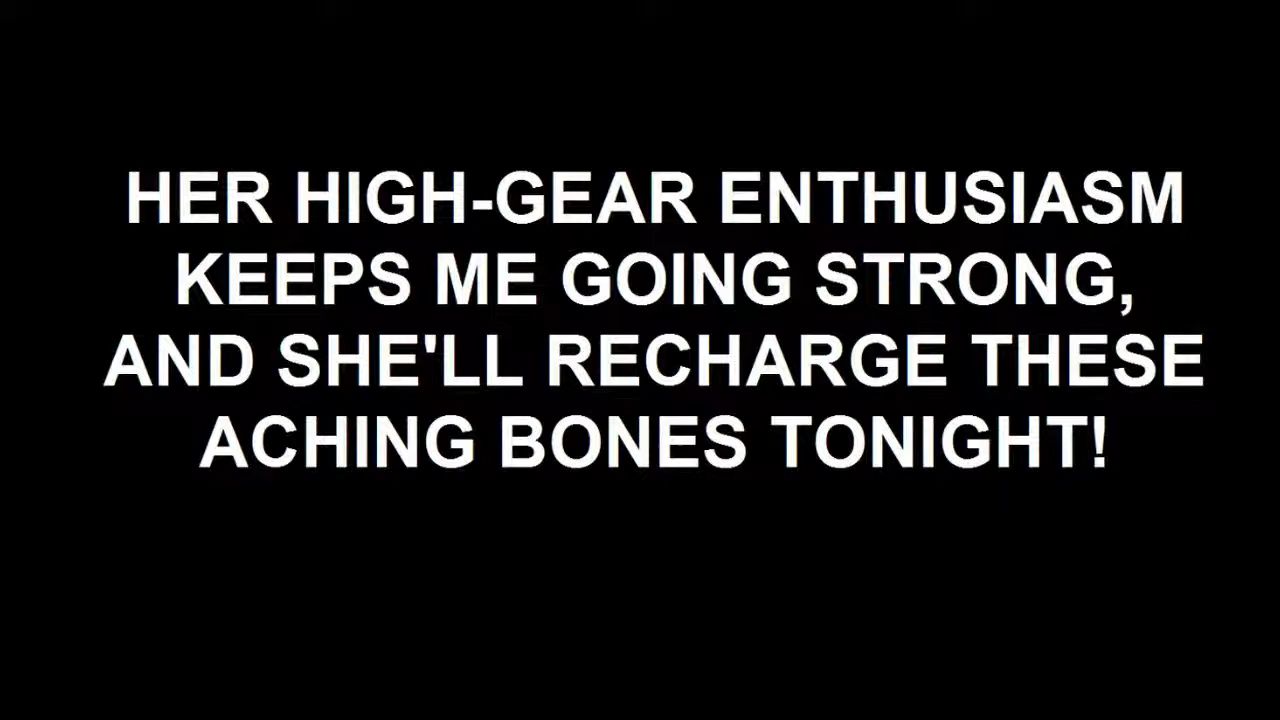 HER HIGH-GEAR ENTHUSIASM
KEEPS ME GOING STRONG,
AND SHE'LL RECHARGE THESE
ACHING BONES TONIGHT!